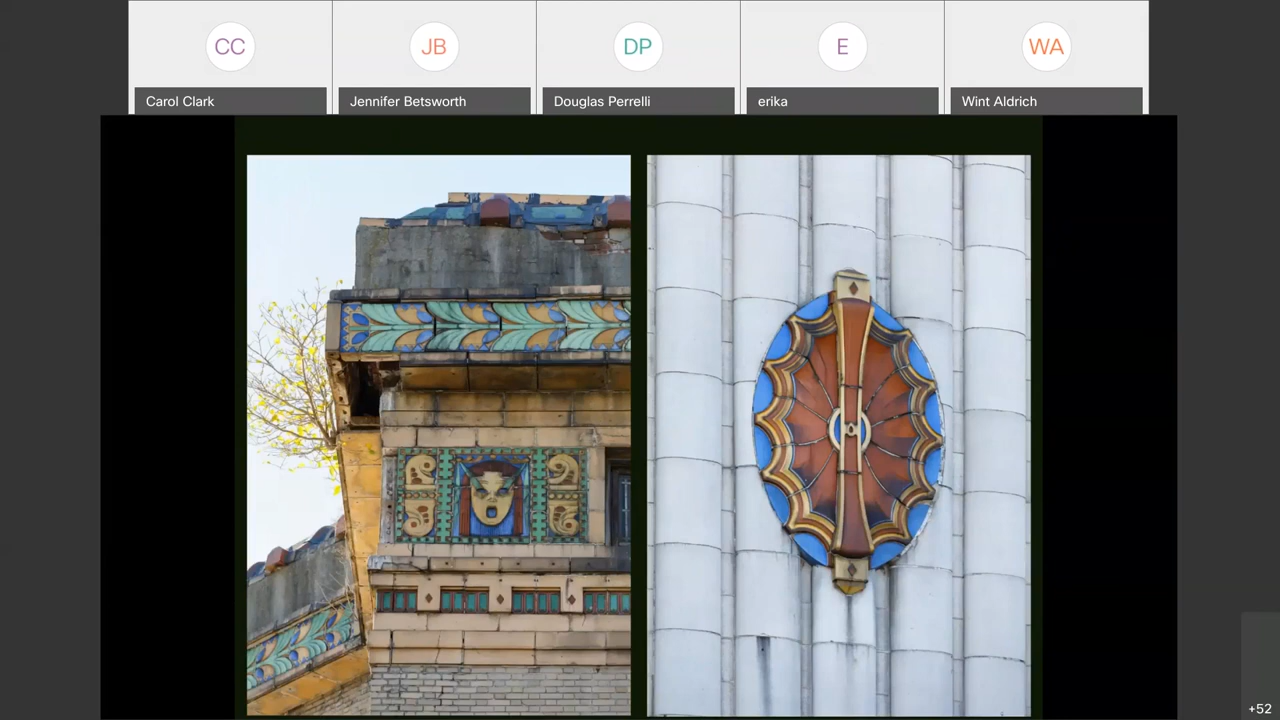 CC
JB
DP
E
WA
Carol Clark
Jennifer Betsworth
Douglas Perrelli
erika
Wint Aldrich
+52